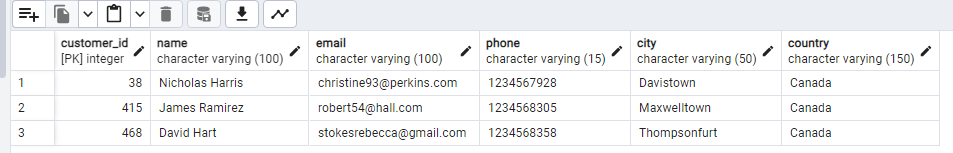 customer_id name email phone city country
[PK] integer character varying (100) character varying (100) character varying (15) character varying (50) character varying (150)
1 38 Nicholas Harris christine93@perkins.com 1234567928 Davistown Canada
2 415 James Ramirez robert54@hall.com 1234568305 Maxwelltown Canada
3 468 David Hart stokesrebecca@gmail.com 1234568358 Thompsonfurt Canada